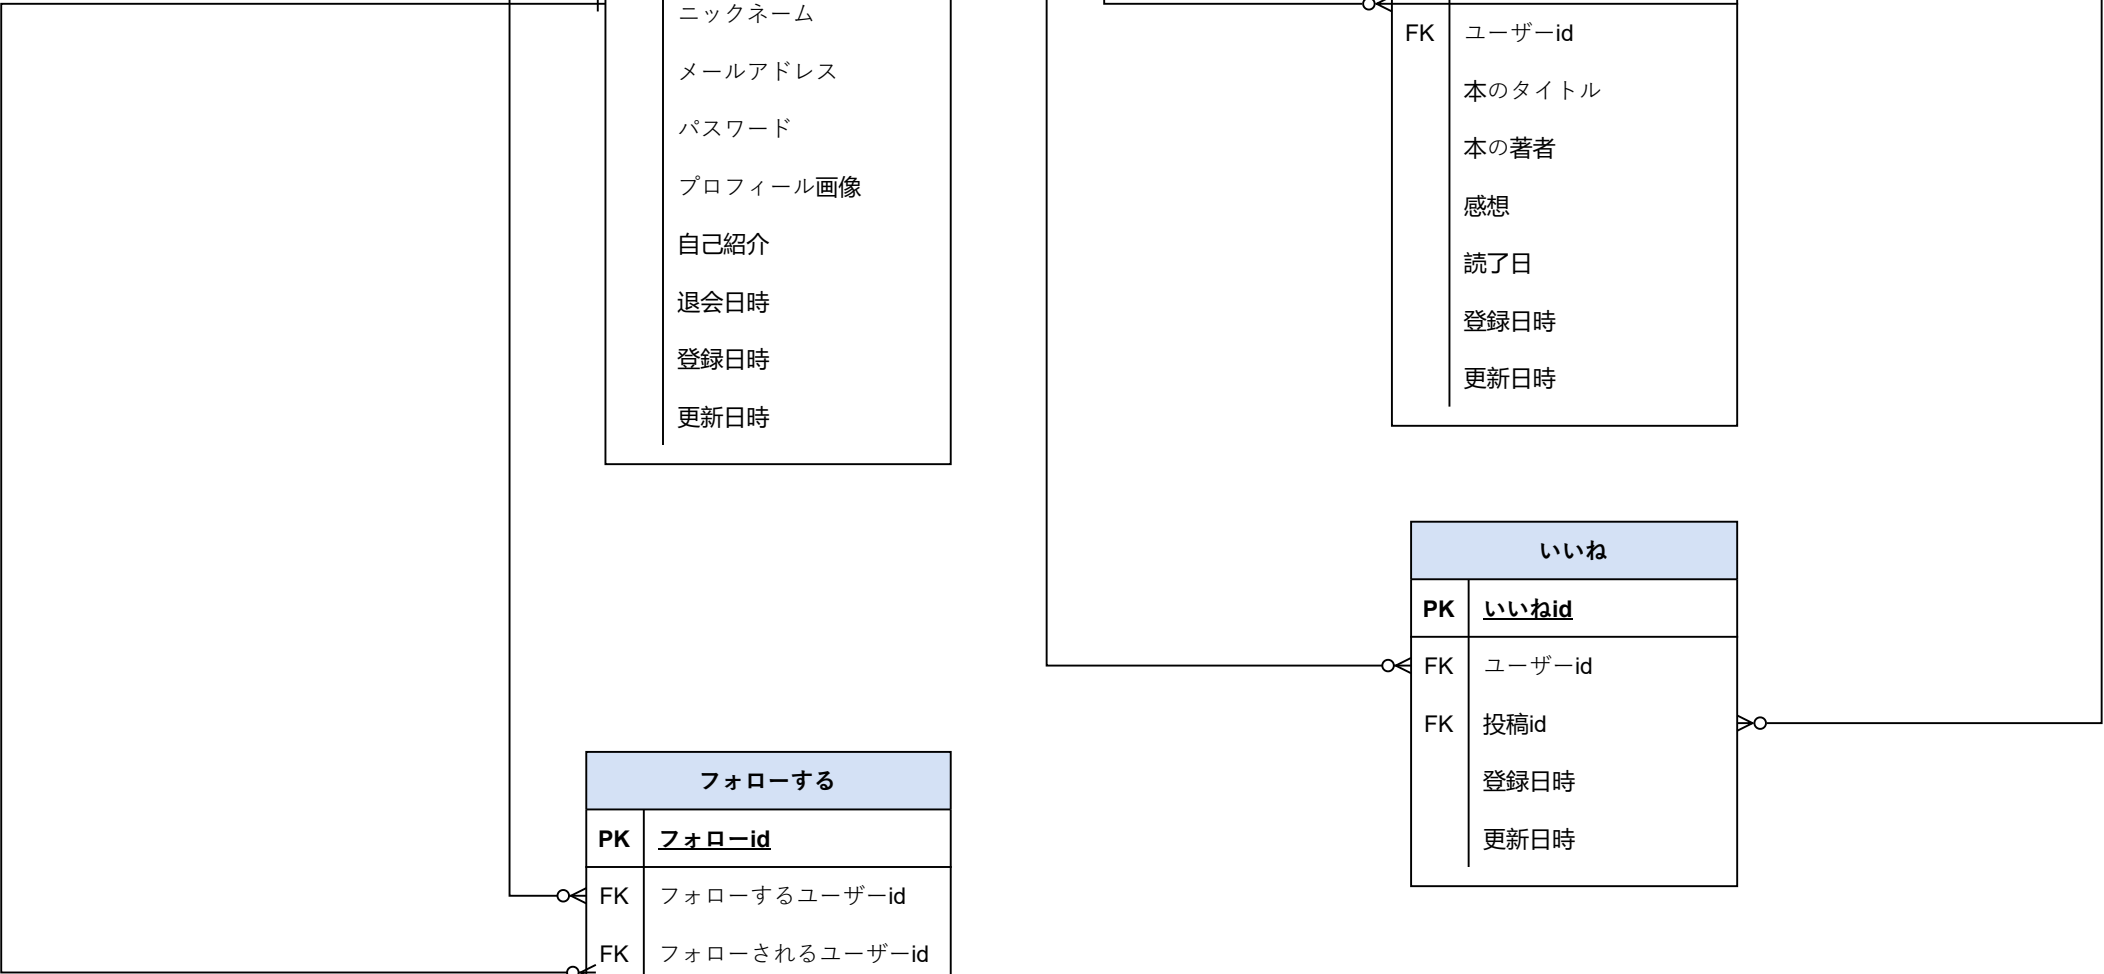 ニックネーム
メールアドレス
パスワード
プロフィール画像
自己紹介
退会日時
登録日時
更新日時
FK ユーザーid
本のタイトル
本の著者
感想
読了日
登録日時
更新日時
いいね
PK いいねid
FK ユーザーid
FK 投稿id
登録日時
更新日時
フォローする
PK フォローid
FK フォローするユーザーid
FK フォローされるユーザーid